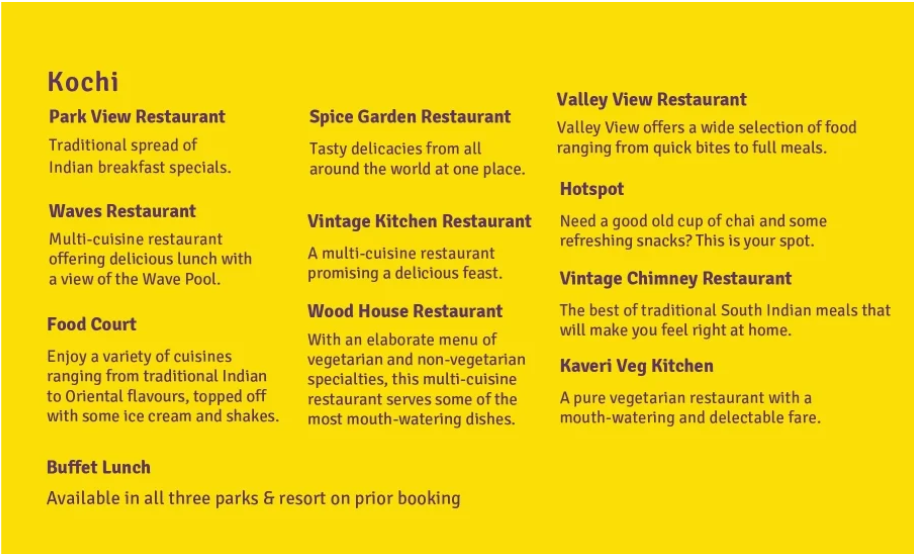 Kochi
Park View Restaurant
Traditional spread of
Indian breakfast specials.
Waves Restaurant
Multi-cuisine restaurant
offering delicious lunch with
a view of the Wave Pool.
Food Court
Enjoy a variety of cuisines
ranging from traditional Indian
to Oriental flavours, topped off
with some ice cream and shakes.
Spice Garden Restaurant
Tasty delicacies from all
around the world at one place.
Vintage Kitchen Restaurant
A multi-cuisine restaurant
promising a delicious feast.
Wood House Restaurant
With an elaborate menu of
vegetarian and non-vegetarian
specialties, this multi-cuisine
restaurant serves some of the
most mouth-watering dishes.
Valley View Restaurant
Valley View offers a wide selection of food
ranging from quick bites to full meals.
Hotspot
Need a good old cup of chai and some
refreshing snacks? This is your spot.
Vintage Chimney Restaurant
The best of traditional South Indian meals that
will make you feel right at home.
Kaveri Veg Kitchen
A pure vegetarian restaurant with a
mouth-watering and delectable fare.
Buffet Lunch
Available in all three parks & resort on prior booking